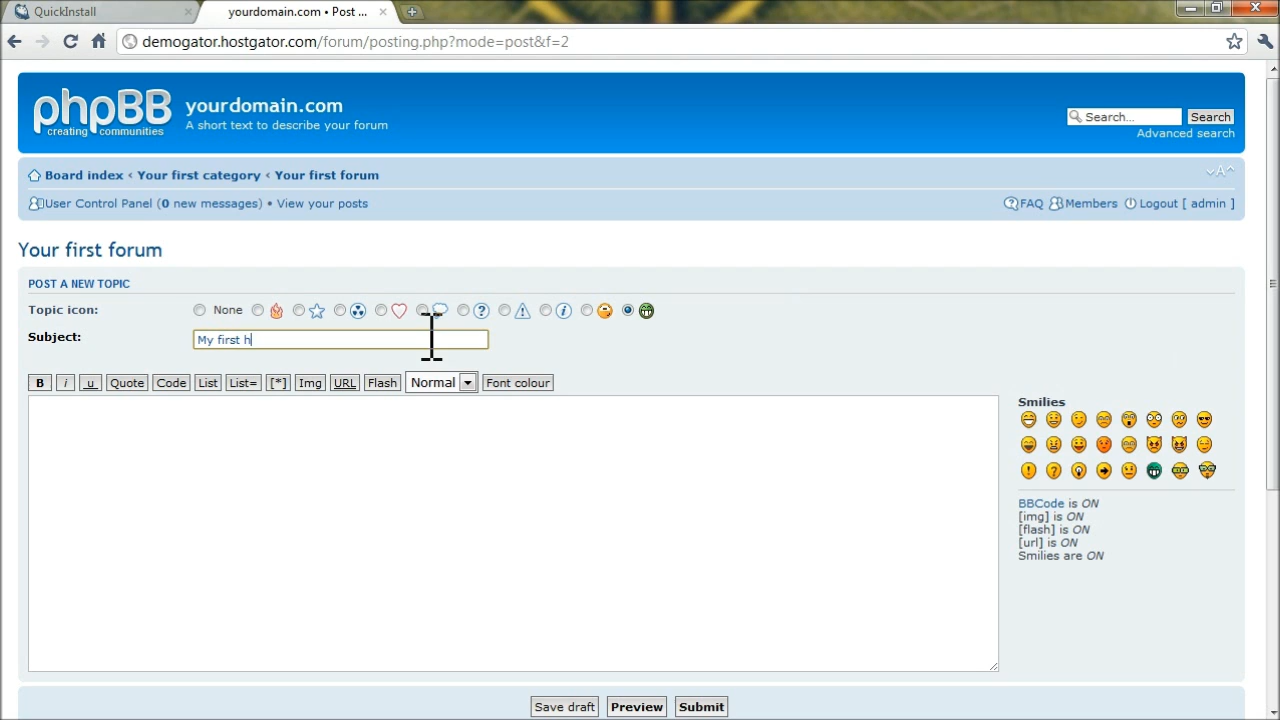 QuickInstall
yourdomain.com • Post ...
demogator.hostgator.com/forum/posting.php?mode=post&f=2
phpBB
creating communities
yourdomain.com
A short text to describe your forum
Search...
Search
Advanced search
Board index ‹ Your first category ‹ Your first forum
User Control Panel (0 new messages) • View your posts
FAQ
Members
Logout [ admin ]
Your first forum
POST A NEW TOPIC
Topic icon:
None
Subject:
My first h
B
i
u
Quote
Code
List
List=
[*]
Img
URL
Flash
Normal
Font colour
Smilies
BBCode is ON
[img] is ON
[flash] is ON
[url] is ON
Smilies are ON
Save draft
Preview
Submit